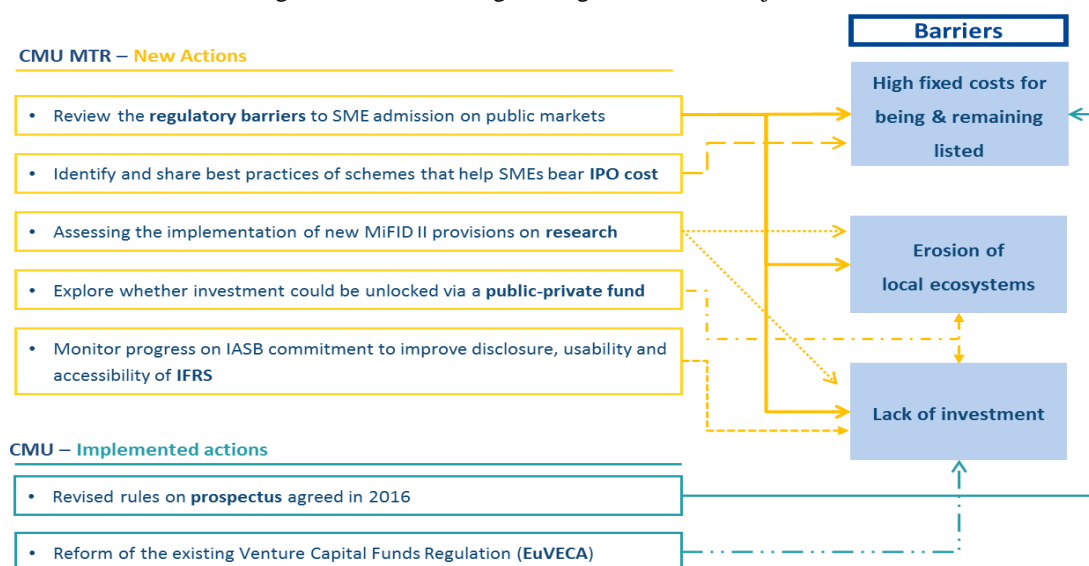 Barriers
CMU MTR – New Actions
• Review the regulatory barriers to SME admission on public markets
• Identify and share best practices of schemes that help SMEs bear IPO cost
• Assessing the implementation of new MiFID II provisions on research
• Explore whether investment could be unlocked via a public-private fund
• Monitor progress on IASB commitment to improve disclosure, usability and
accessibility of IFRS
High fixed costs for
being & remaining
listed
Erosion of
local ecosystems
Lack of investment
CMU – Implemented actions
• Revised rules on prospectus agreed in 2016
• Reform of the existing Venture Capital Funds Regulation (EuVECA)